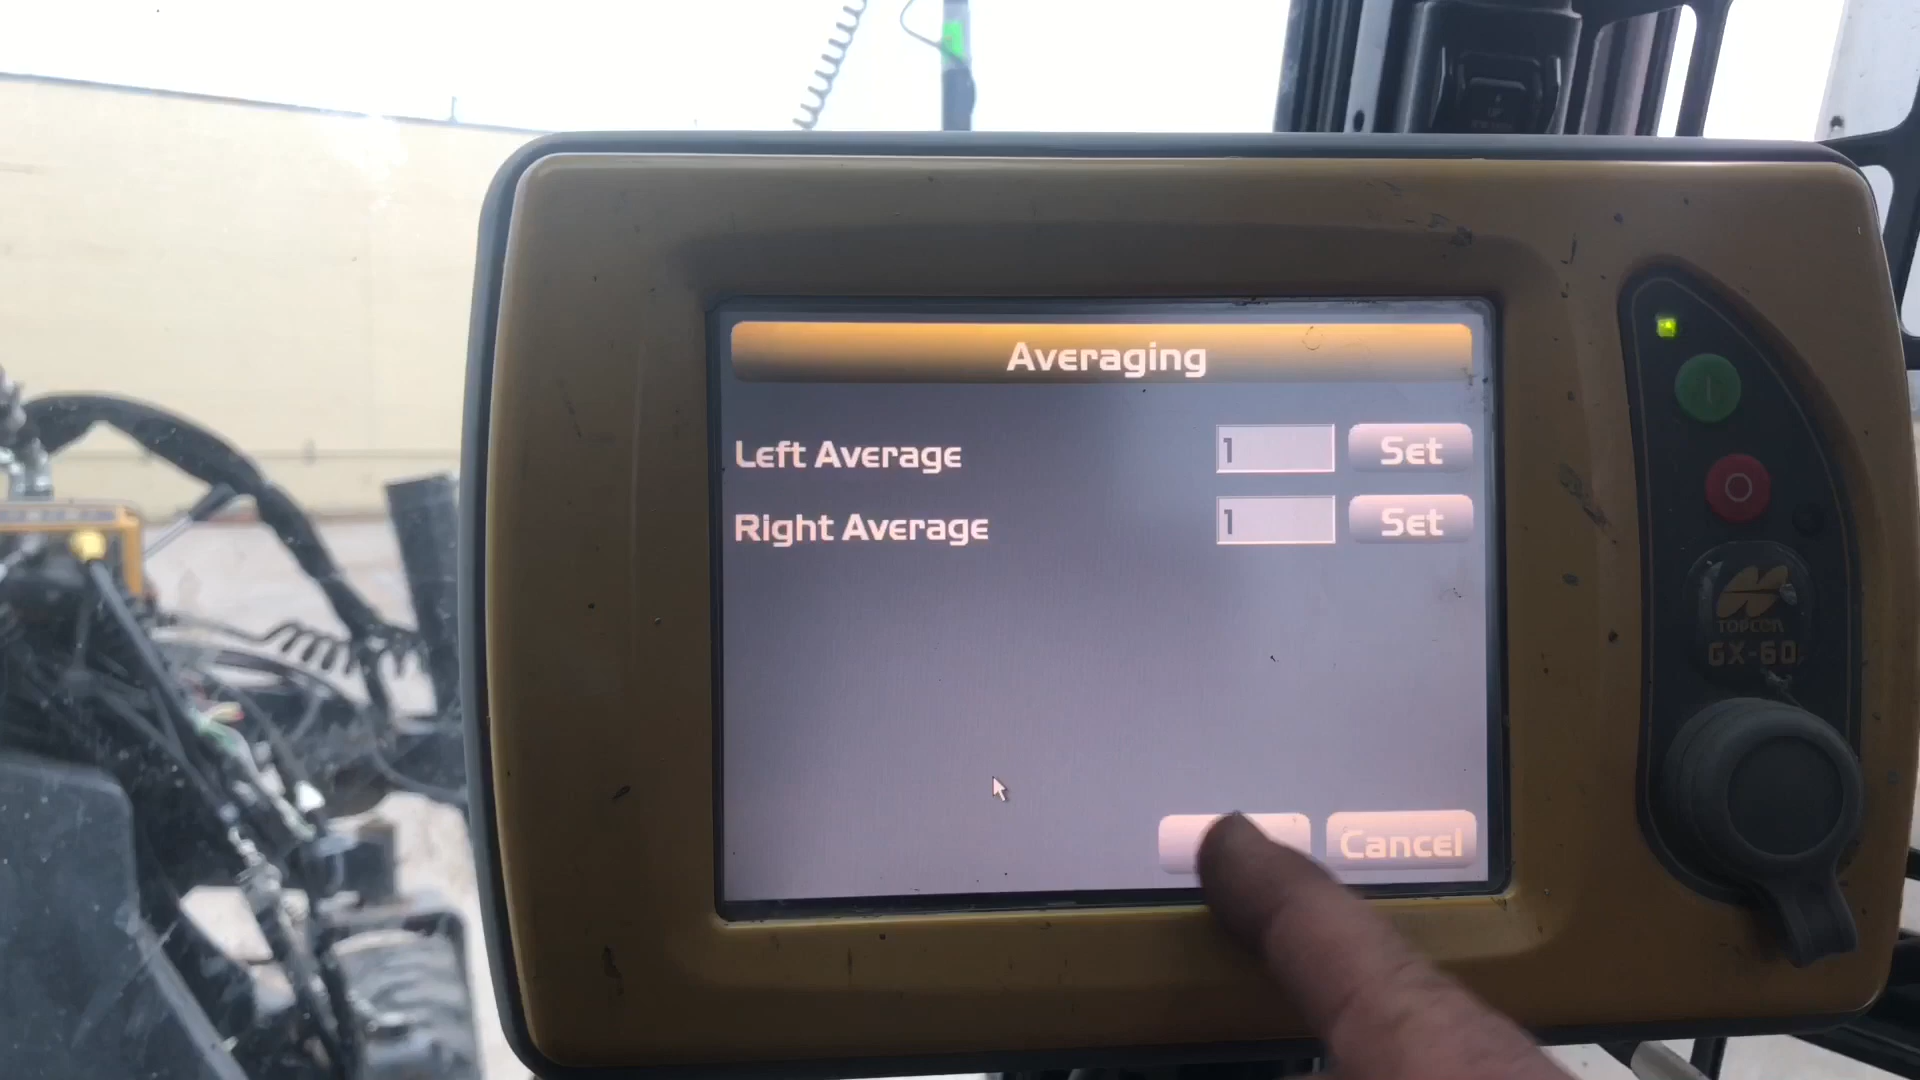 Averaging
Left Average 1 Set
Right Average 1 Set
Cancel
TOPCON
GX-60